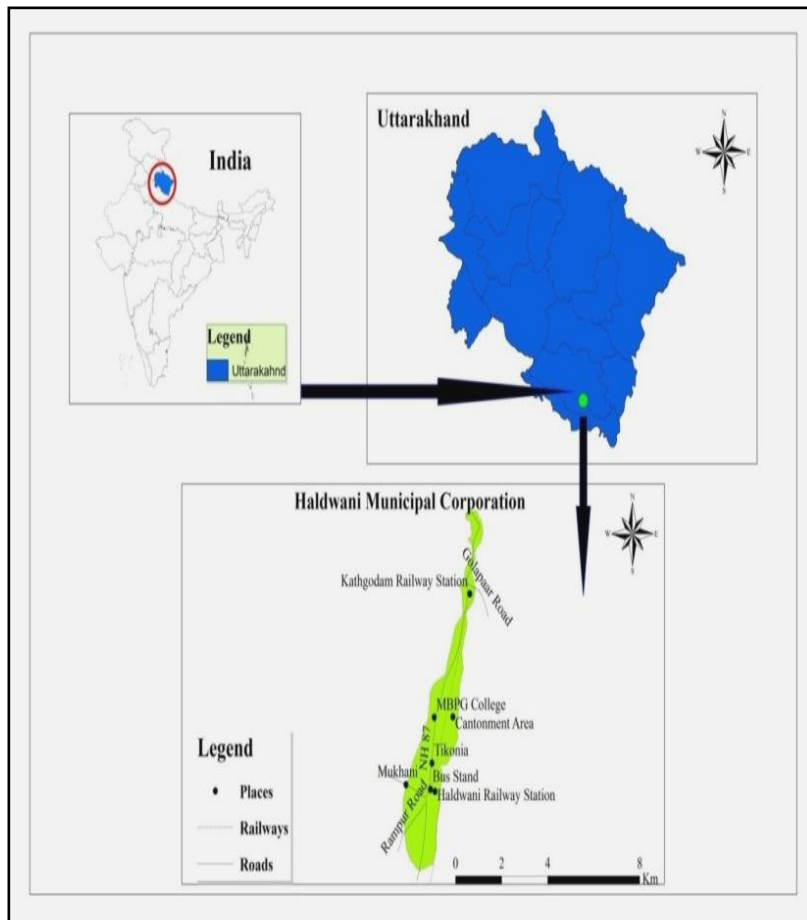 India
Legend
Uttarakahnd
Uttarakhand
N
W E
S
Haldwani Municipal Corporation
N
W E
S
Golapaar Road
Kathgodam Railway Station
MBPG College
Cantonment Area
NH 87
Tikonia
Mukhani
Bus Stand
Haldwani Railway Station
Rampur Road
Legend
Places
Railways
Roads
0 2 4 8
Km